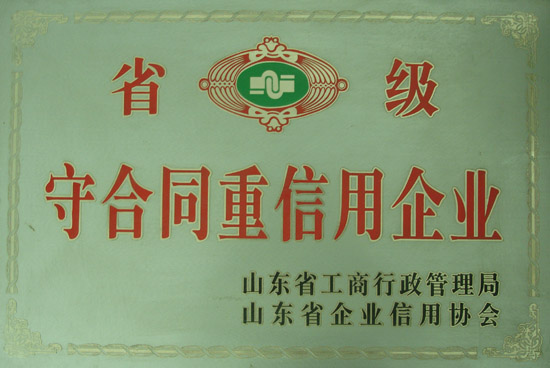 省级
守合同重信用企业
山东省工商行政管理局
山东省企业信用协会